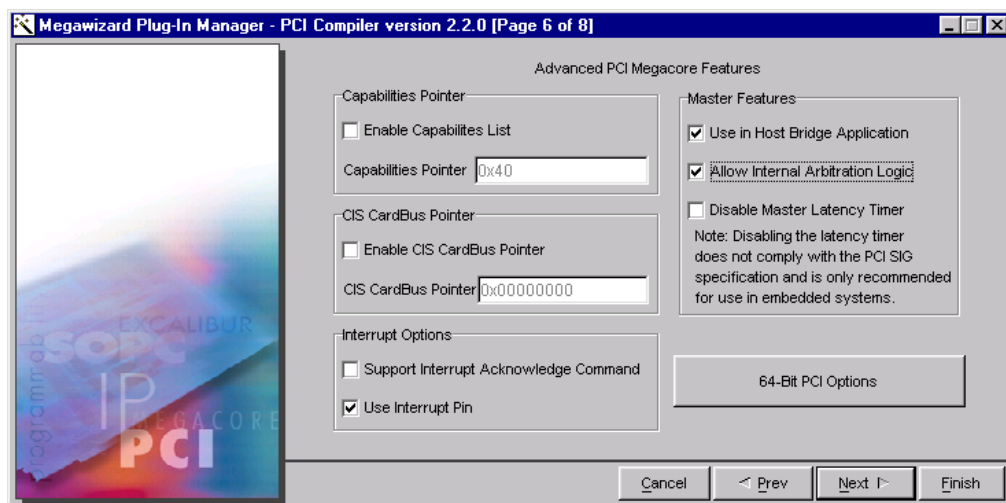 Megawizard Plug-In Manager - PCI Compiler version 2.2.0 [Page 6 of 8]
Advanced PCI Megacore Features
Capabilities Pointer
Enable Capabilites List
Capabilities Pointer 0x40
CIS CardBus Pointer
Enable CIS CardBus Pointer
CIS CardBus Pointer 0x00000000
Interrupt Options
Support Interrupt Acknowledge Command
Use Interrupt Pin
Master Features
Use in Host Bridge Application
Allow Internal Arbitration Logic
Disable Master Latency Timer
Note: Disabling the latency timer
does not comply with the PCI SIG
specification and is only recommended
for use in embedded systems.
64-Bit PCI Options
EXCALIBUR
SOPC
IP
MEGACORE
PCI
Cancel
Prev
Next
Finish